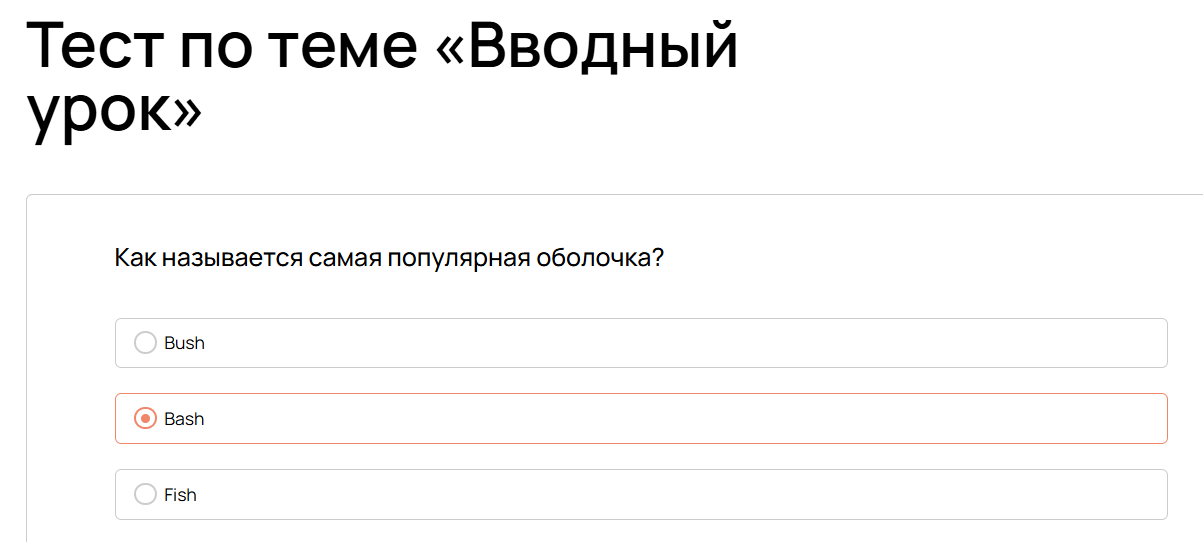 Тест по теме «Вводный
урок»
Как называется самая популярная оболочка?
Bush
Bash
Fish